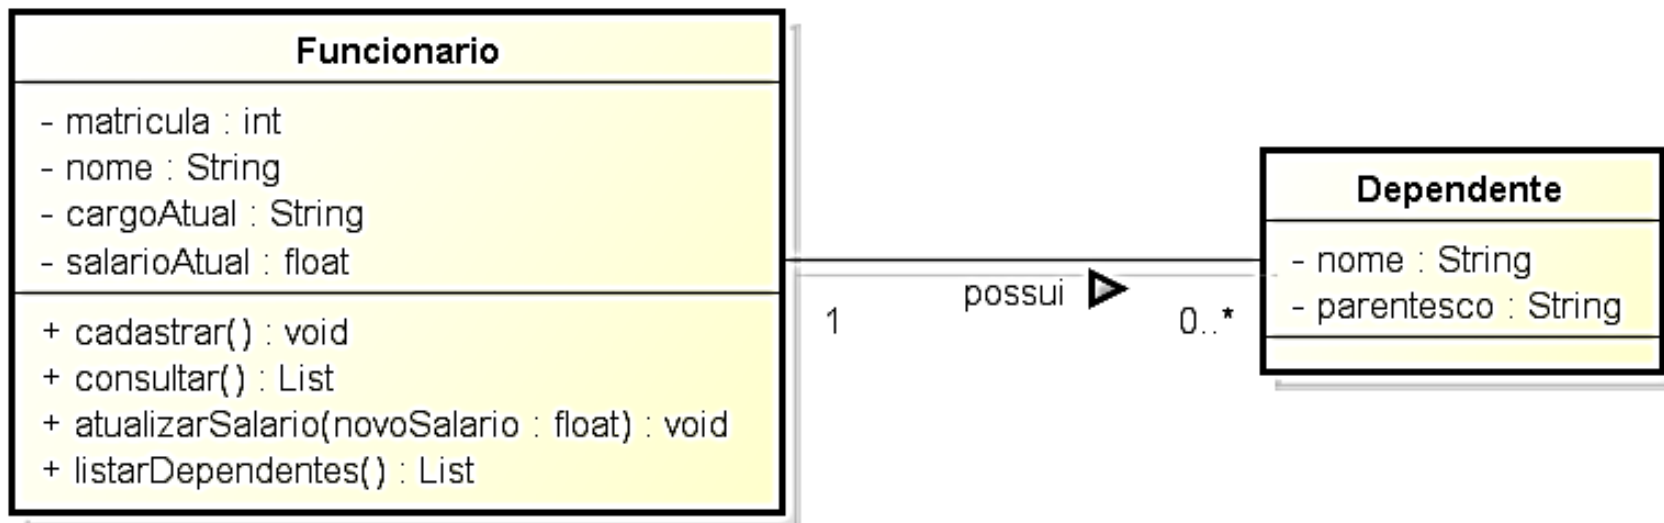 Funcionario
- matricula : int
- nome : String
- cargoAtual : String
- salarioAtual : float
+ cadastrar() : void
+ consultar() : List
+ atualizarSalario(novoSalario : float) : void
+ listarDependentes() : List
1
possui
0..*
Dependente
- nome : String
- parentesco : String